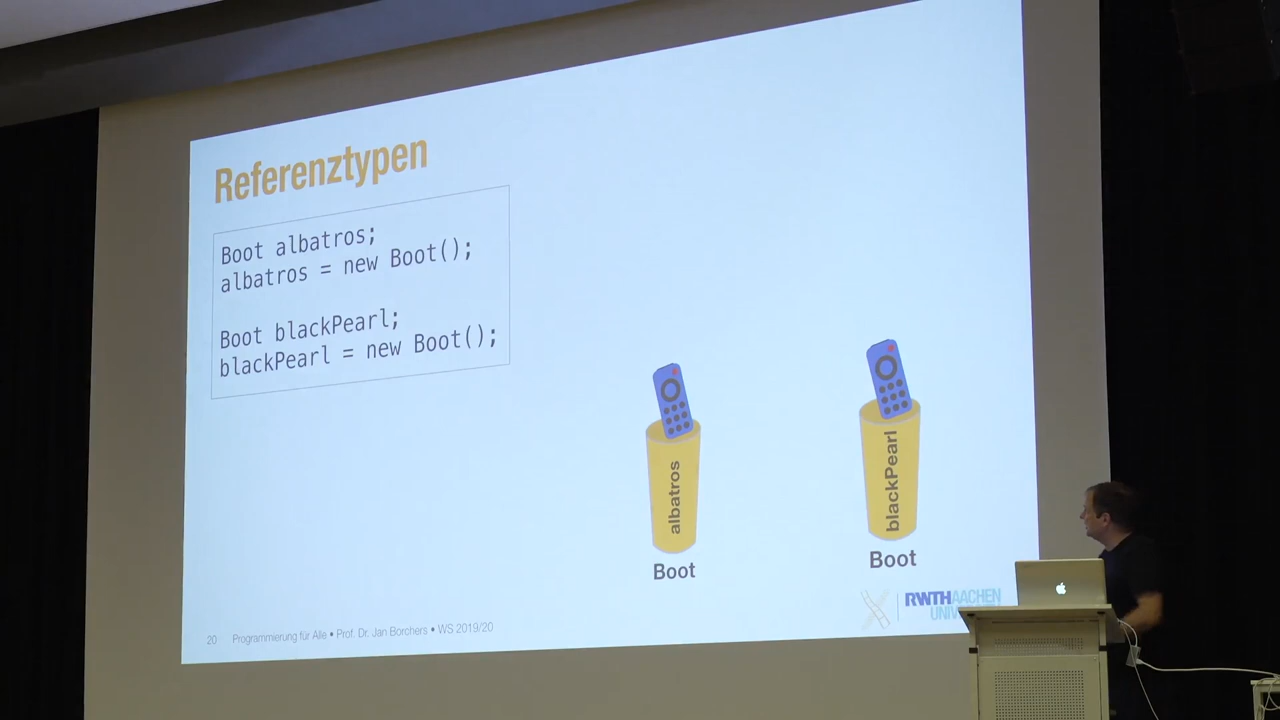 Referenztypen
Boot albatros;
albatros = new Boot();
Boot blackPearl;
blackPearl = new Boot();
albatros
blackPearl
Boot
Boot
RWTHAACHEN
20 Programmierung für Alle • Prof. Dr. Jan Borchers • WS 2019/20